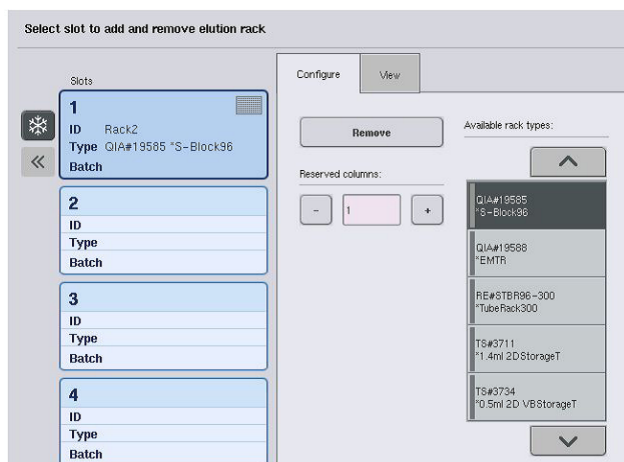 Select slot to add and remove elution rack
Slots
1
ID Rack2
Type QIA#19585 *S-Block96
Batch
2
ID
Type
Batch
3
ID
Type
Batch
4
ID
Type
Batch
Configure
View
Remove
Reserved columns:
-
1
+
Available rack types:
QIA#19585
*S-Block96
QIA#19588
*EMTR
RE#STBR96-300
*TubeRack300
TS#3711
*1.4ml 2DStorageT
TS#3734
*0.5ml 2D VBStorageT